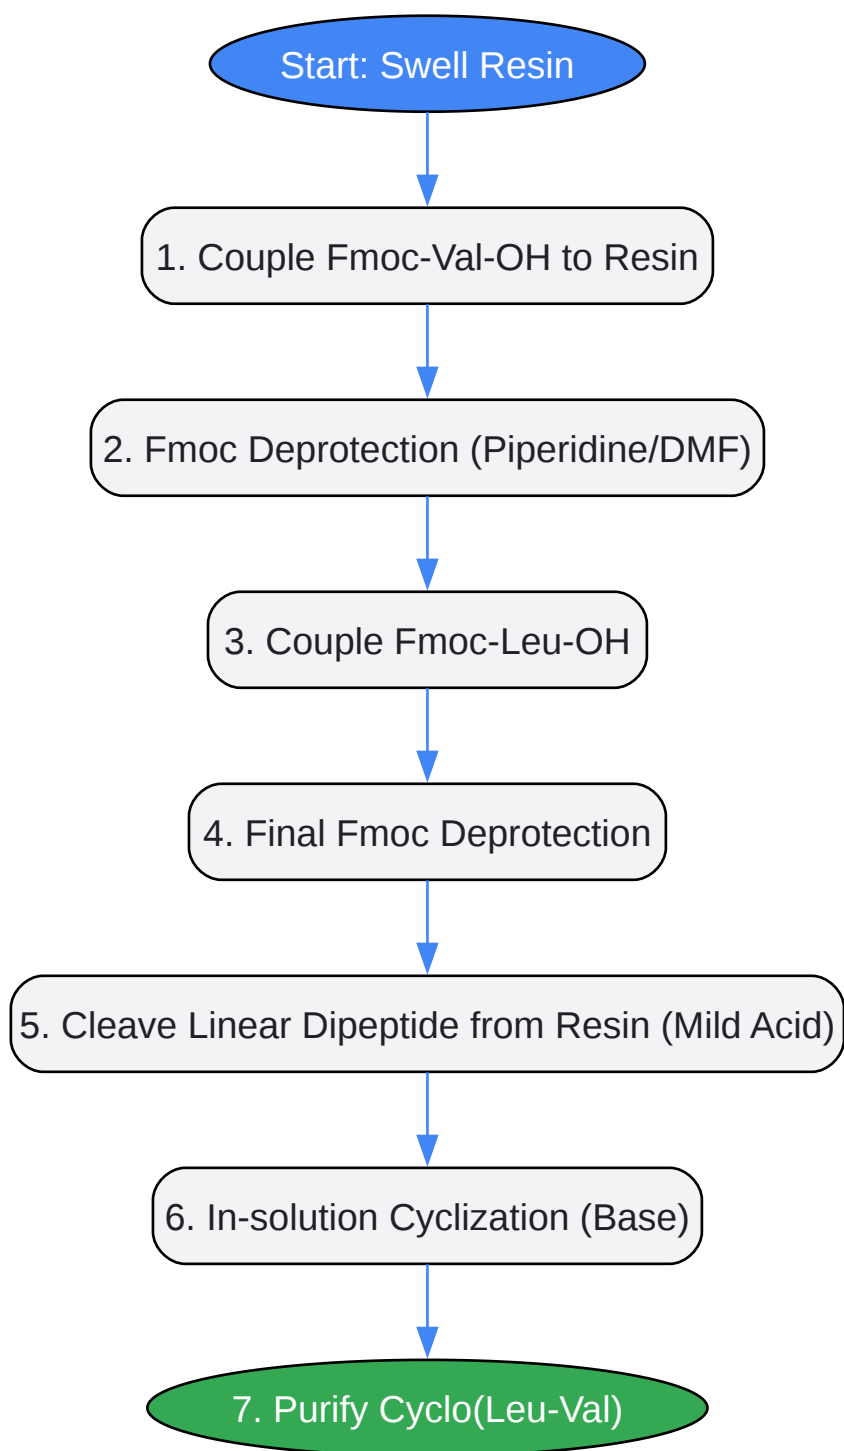 Start: Swell Resin
1. Couple Fmoc-Val-OH to Resin
2. Fmoc Deprotection (Piperidine/DMF)
3. Couple Fmoc-Leu-OH
4. Final Fmoc Deprotection
5. Cleave Linear Dipeptide from Resin (Mild Acid)
6. In-solution Cyclization (Base)
7. Purify Cyclo(Leu-Val)